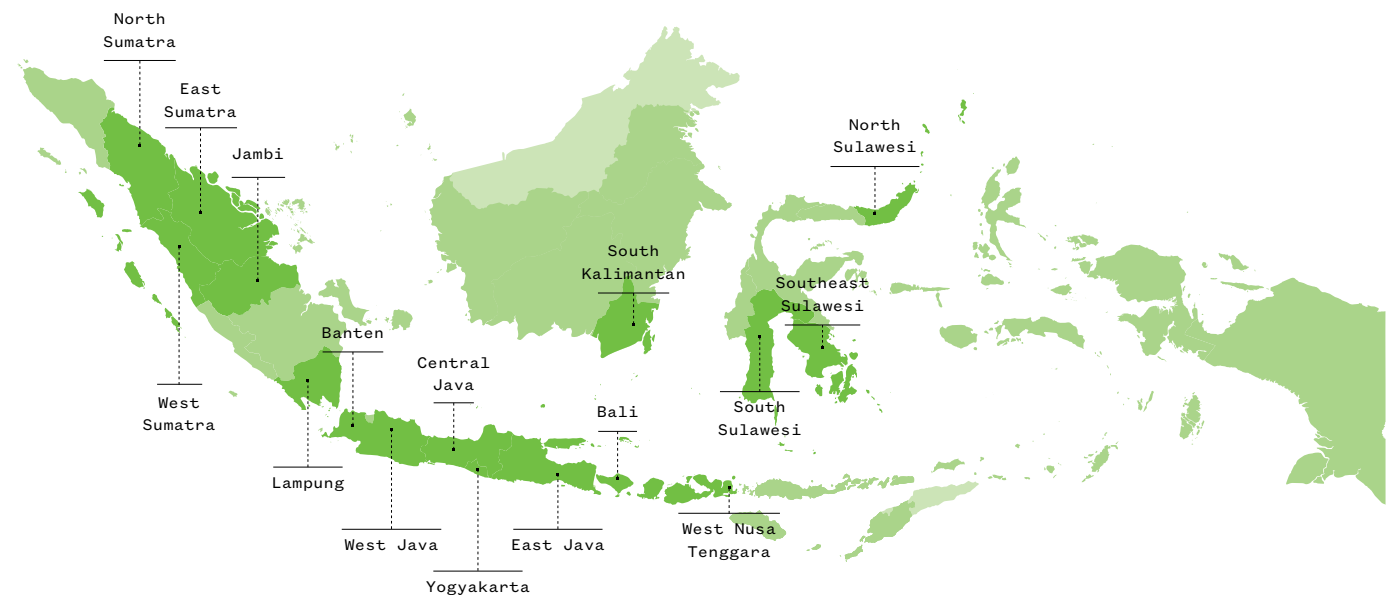 North
Sumatra
East
Sumatra
Jambi
North
Sulawesi
South
Kalimantan
Southeast
Sulawesi
Banten
Central
Java
West
Sumatra
Bali
South
Sulawesi
Lampung
West Java
East Java
West Nusa
Tenggara
Yogyakarta